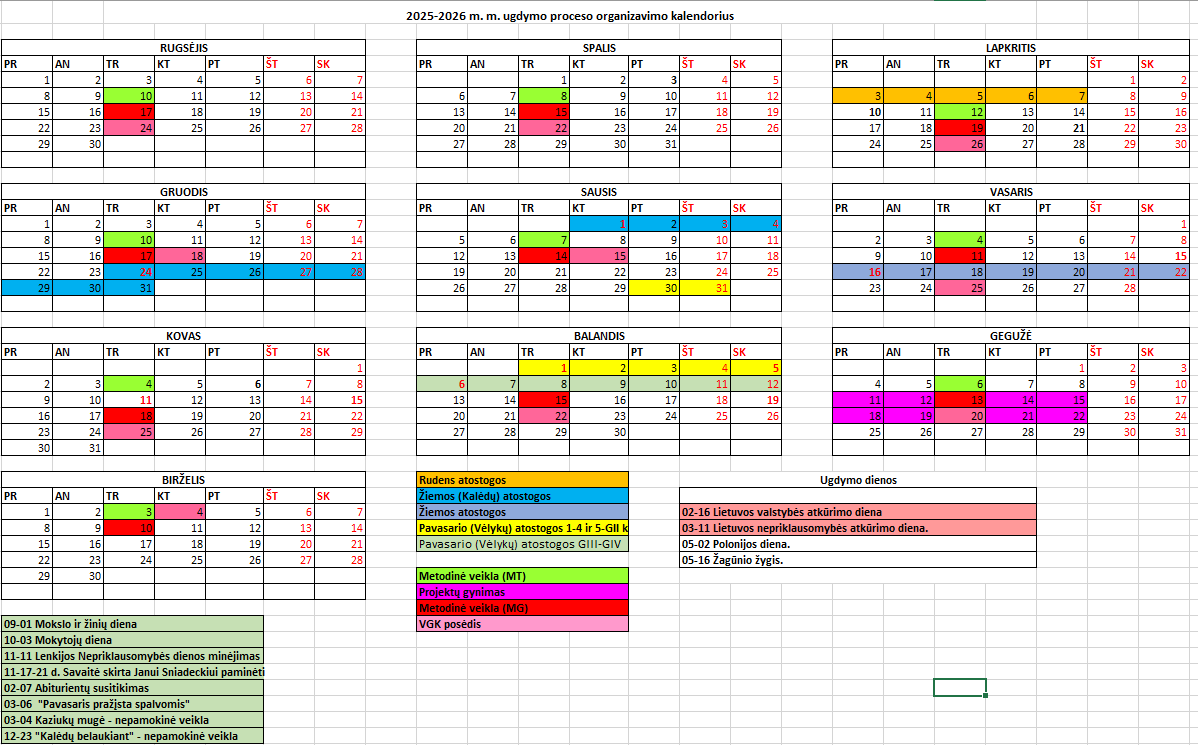 2025-2026 m. m. ugdymo proceso organizavimo kalendorius
RUGSĖJIS
PR AN TR KT PT ŠT SK
1 2 3 4 5 6 7
8 9 10 11 12 13 14
15 16 17 18 19 20 21
22 23 24 25 26 27 28
29 30
SPALIS
PR AN TR KT PT ŠT SK
1 2 3 4 5
6 7 8 9 10 11 12
13 14 15 16 17 18 19
20 21 22 23 24 25 26
27 28 29 30 31
LAPKRITIS
PR AN TR KT PT ŠT SK
1 2
3 4 5 6 7 8 9
10 11 12 13 14 15 16
17 18 19 20 21 22 23
24 25 26 27 28 29 30
GRUODIS
PR AN TR KT PT ŠT SK
1 2 3 4 5 6 7
8 9 10 11 12 13 14
15 16 17 18 19 20 21
22 23 24 25 26 27 28
29 30 31
SAUSIS
PR AN TR KT PT ŠT SK
1 2 3 4
5 6 7 8 9 10 11
12 13 14 15 16 17 18
19 20 21 22 23 24 25
26 27 28 29 30 31
VASARIS
PR AN TR KT PT ŠT SK
1
2 3 4 5 6 7 8
9 10 11 12 13 14 15
16 17 18 19 20 21 22
23 24 25 26 27 28
KOVAS
PR AN TR KT PT ŠT SK
1
2 3 4 5 6 7 8
9 10 11 12 13 14 15
16 17 18 19 20 21 22
23 24 25 26 27 28 29
30 31
BALANDIS
PR AN TR KT PT ŠT SK
1 2 3 4 5
6 7 8 9 10 11 12
13 14 15 16 17 18 19
20 21 22 23 24 25 26
27 28 29 30
GEGUŽĖ
PR AN TR KT PT ŠT SK
1 2 3
4 5 6 7 8 9 10
11 12 13 14 15 16 17
18 19 20 21 22 23 24
25 26 27 28 29 30 31
BIRŽELIS
PR AN TR KT PT ŠT SK
1 2 3 4 5 6 7
8 9 10 11 12 13 14
15 16 17 18 19 20 21
22 23 24 25 26 27 28
29 30
Rudens atostogos
Žiemos (Kalėdų) atostogos
Žiemos atostogos
Pavasario (Vėlykų) atostogos 1-4 ir 5-GII k
Pavasario (Vėlykų) atostogos GIII-GIV
Metodinė veikla (MT)
Projektų gynimas
Metodinė veikla (MG)
VGK posėdis
Ugdymo dienos
02-16 Lietuvos valstybės atkūrimo diena
03-11 Lietuvos nepriklausomybės atkūrimo diena.
05-02 Polonijos diena.
05-16 Žagūnio žygis.
09-01 Mokslo ir žinių diena
10-03 Mokytojų diena
11-11 Lenkijos Nepriklausomybės dienos minėjimas
11-17-21 d. Savaitė skirta Janui Sniadeckiui paminėti
02-07 Abiturientų susitikimas
03-06 "Pavasaris pražįsta spalvomis"
03-04 Kaziukų mugė - nepamokinė veikla
12-23 "Kalėdų belaukiant" - nepamokinė veikla